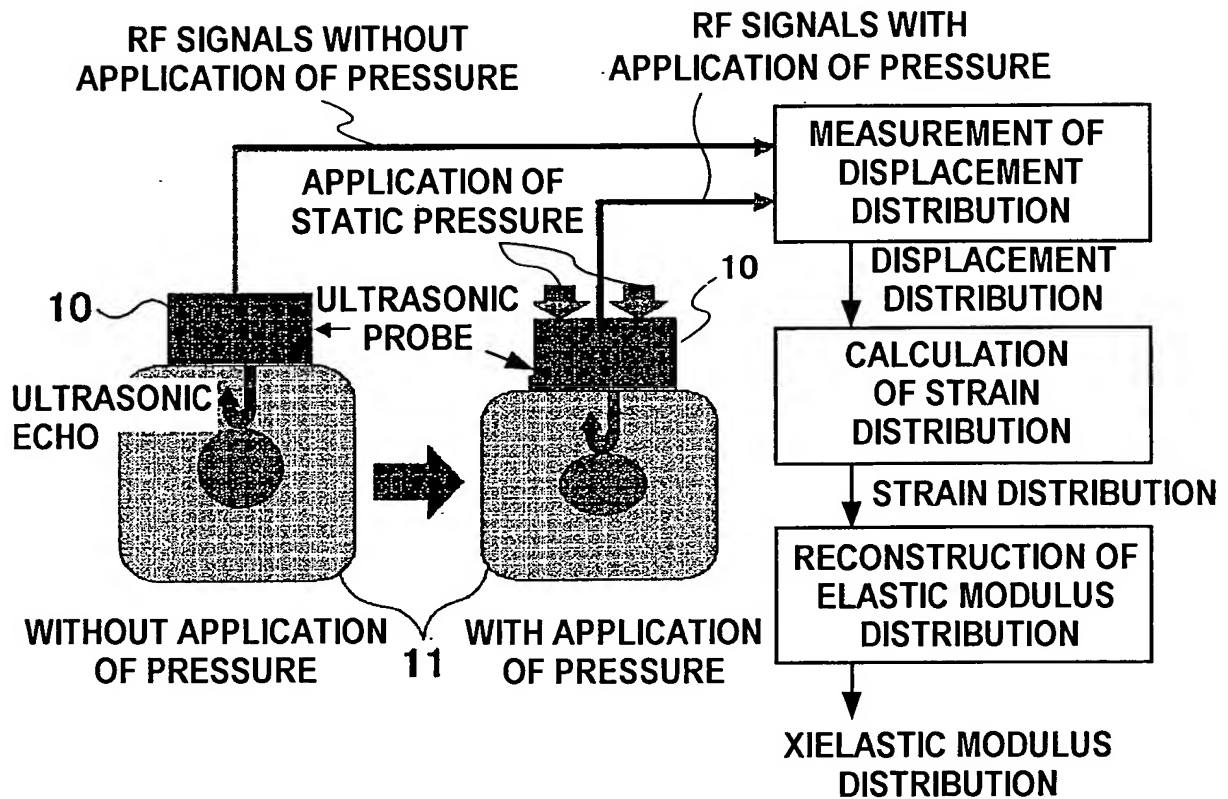 RF SIGNALS WITHOUT
APPLICATION OF PRESSURE
RF SIGNALS WITH
APPLICATION OF PRESSURE
MEASUREMENT OF
DISPLACEMENT
DISTRIBUTION
APPLICATION OF
STATIC PRESSURE
10
ULTRASONIC
PROBE
10
DISPLACEMENT
DISTRIBUTION
ULTRASONIC
ECHO
CALCULATION
OF STRAIN
DISTRIBUTION
STRAIN DISTRIBUTION
RECONSTRUCTION OF
ELASTIC MODULUS
DISTRIBUTION
WITHOUT APPLICATION
OF PRESSURE
11
WITH APPLICATION
OF PRESSURE
XIELASTIC MODULUS
DISTRIBUTION